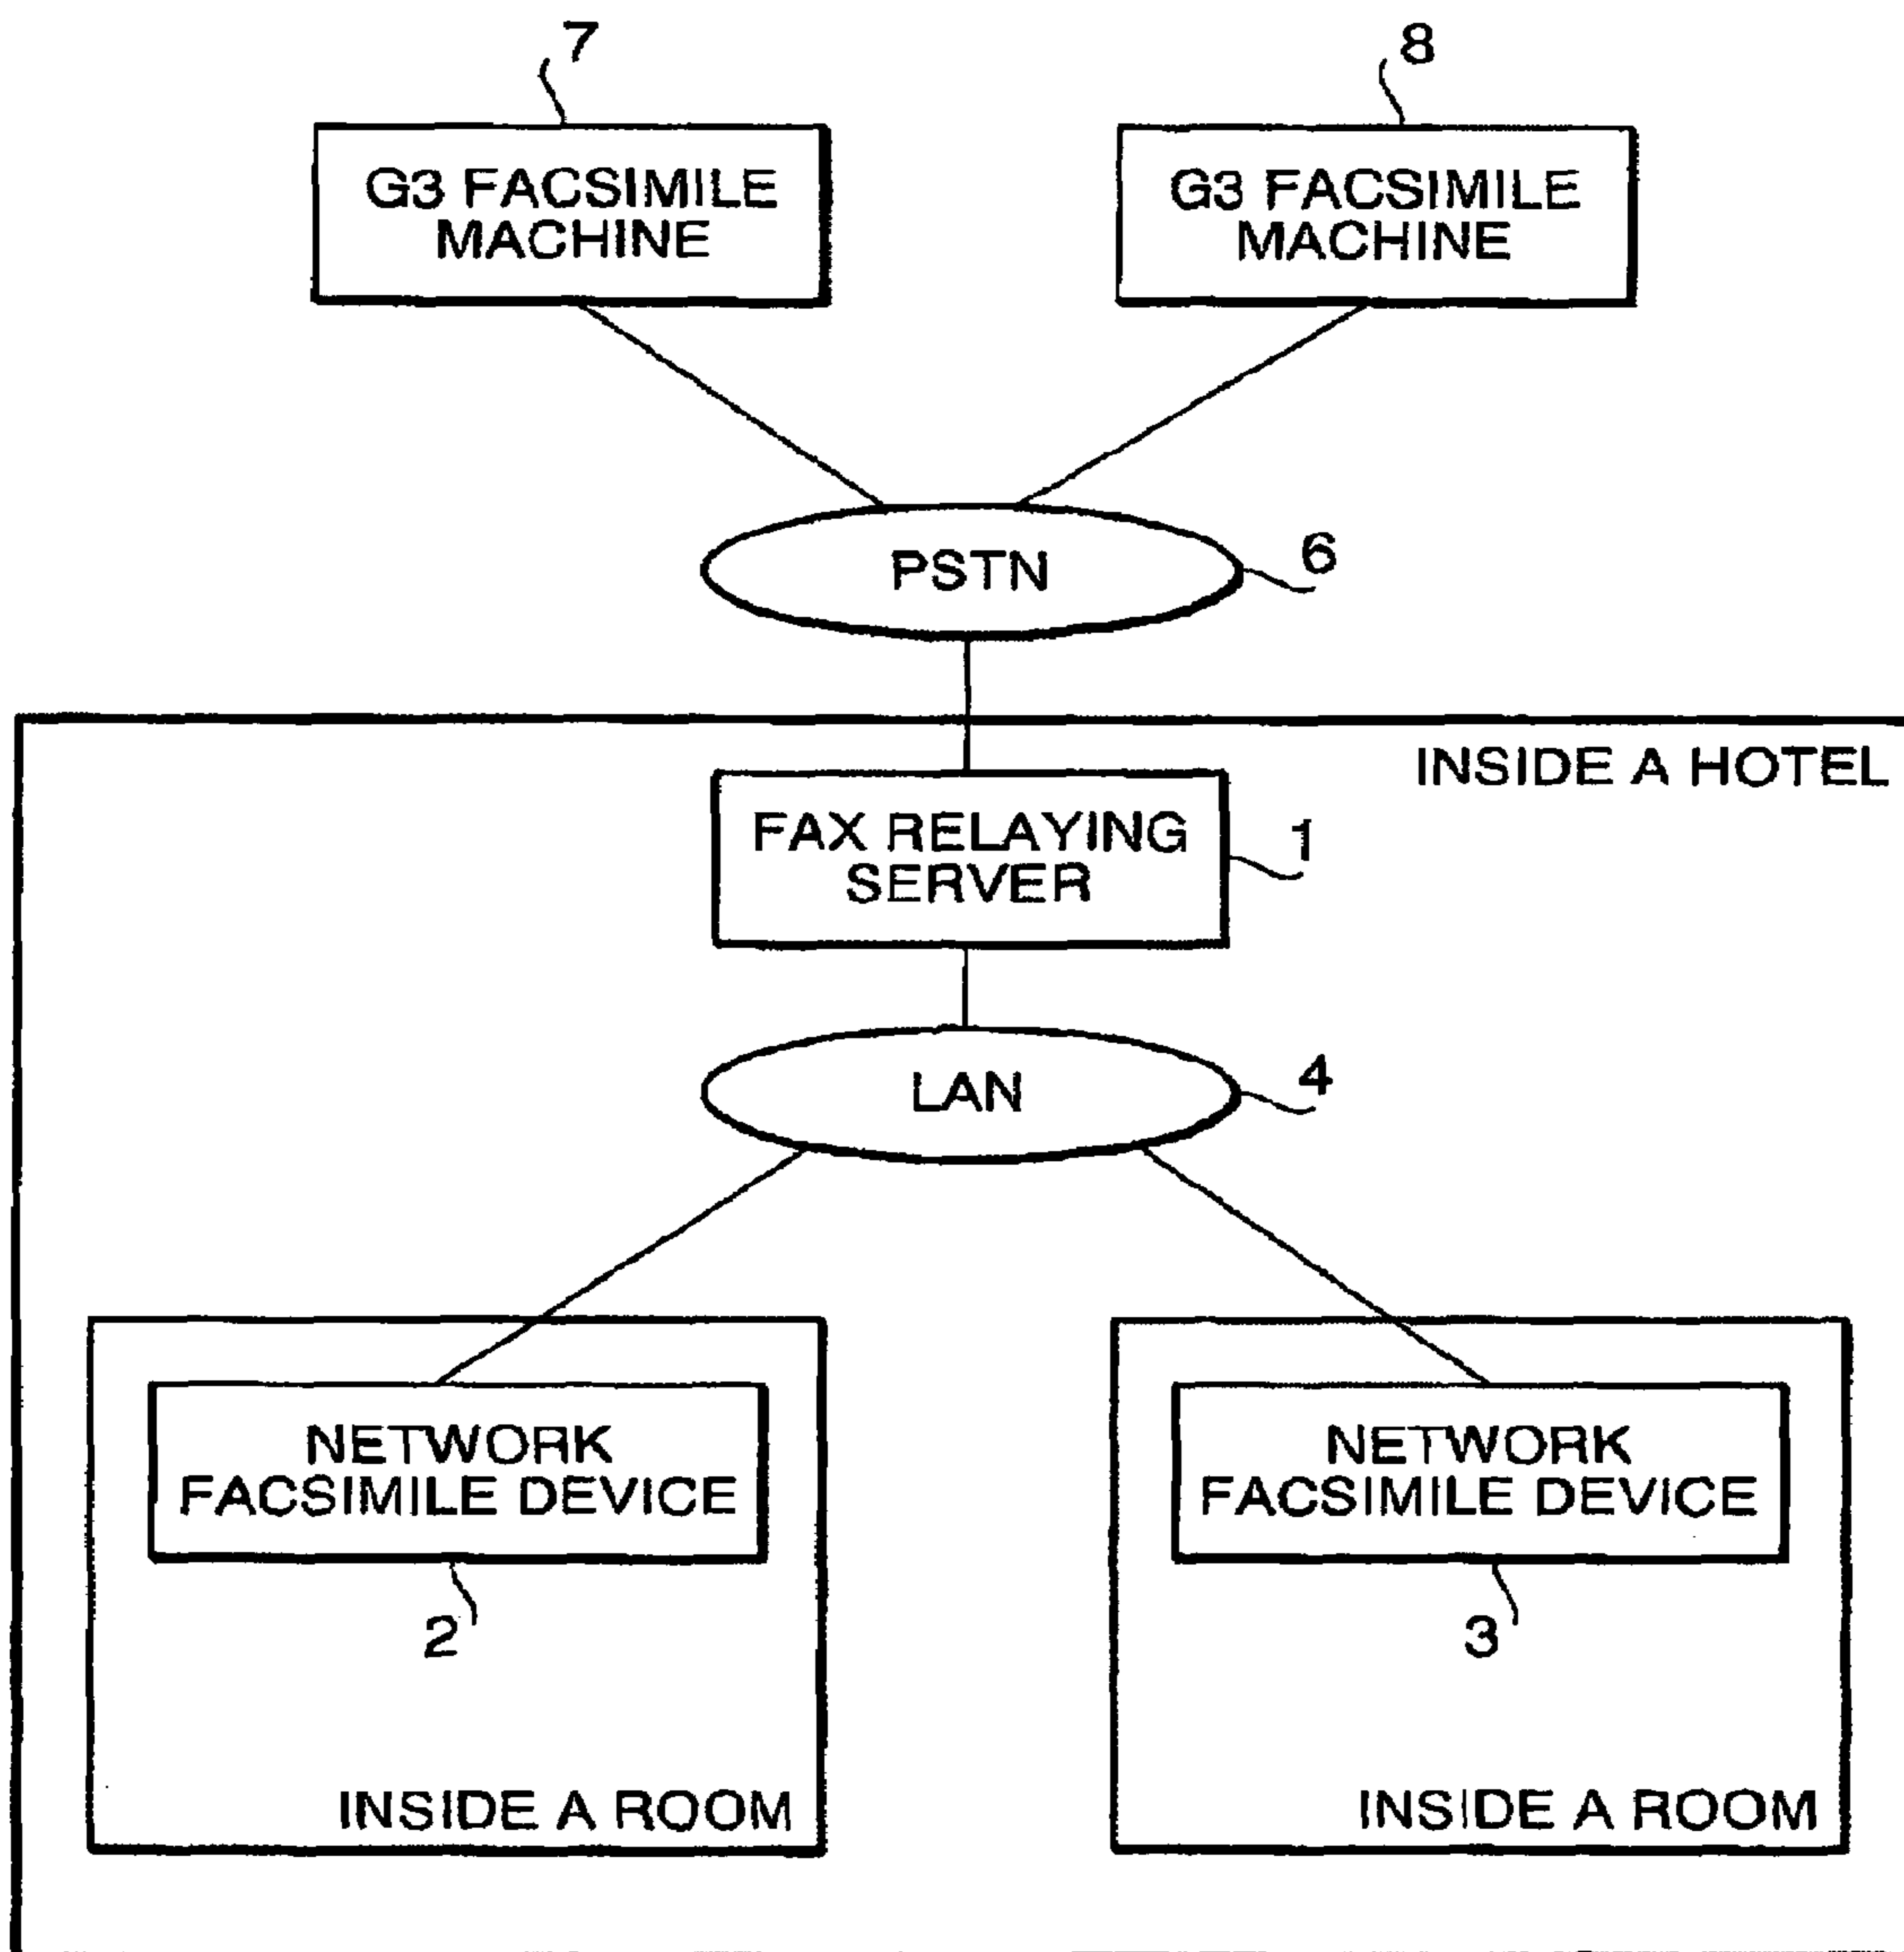 7
8
G3 FACSIMILE
MACHINE
G3 FACSIMILE
MACHINE
PSTN
6
INSIDE A HOTEL
FAX RELAYING
SERVER
1
LAN
4
NETWORK
FACSIMILE DEVICE
NETWORK
FACSIMILE DEVICE
2
3
INSIDE A ROOM
INSIDE A ROOM